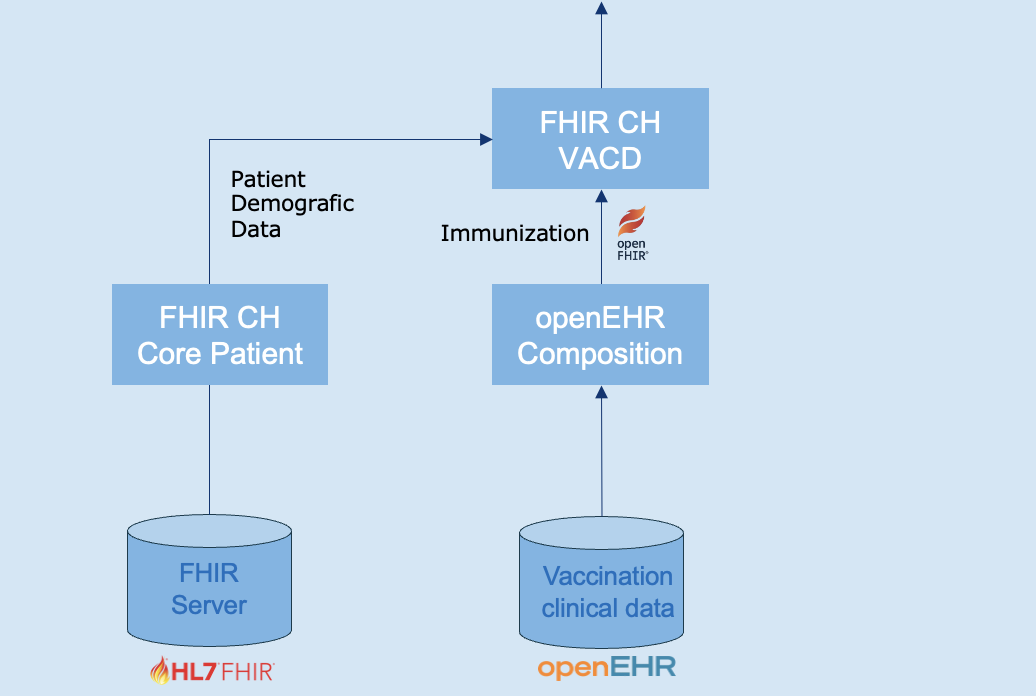 FHIR CH
VACD
Patient
Demografic
Data
Immunization
open
FHIR®
FHIR CH
Core Patient
openEHR
Composition
FHIR
Server
Vaccination
clinical data
HL7 FHIR®
openEHR